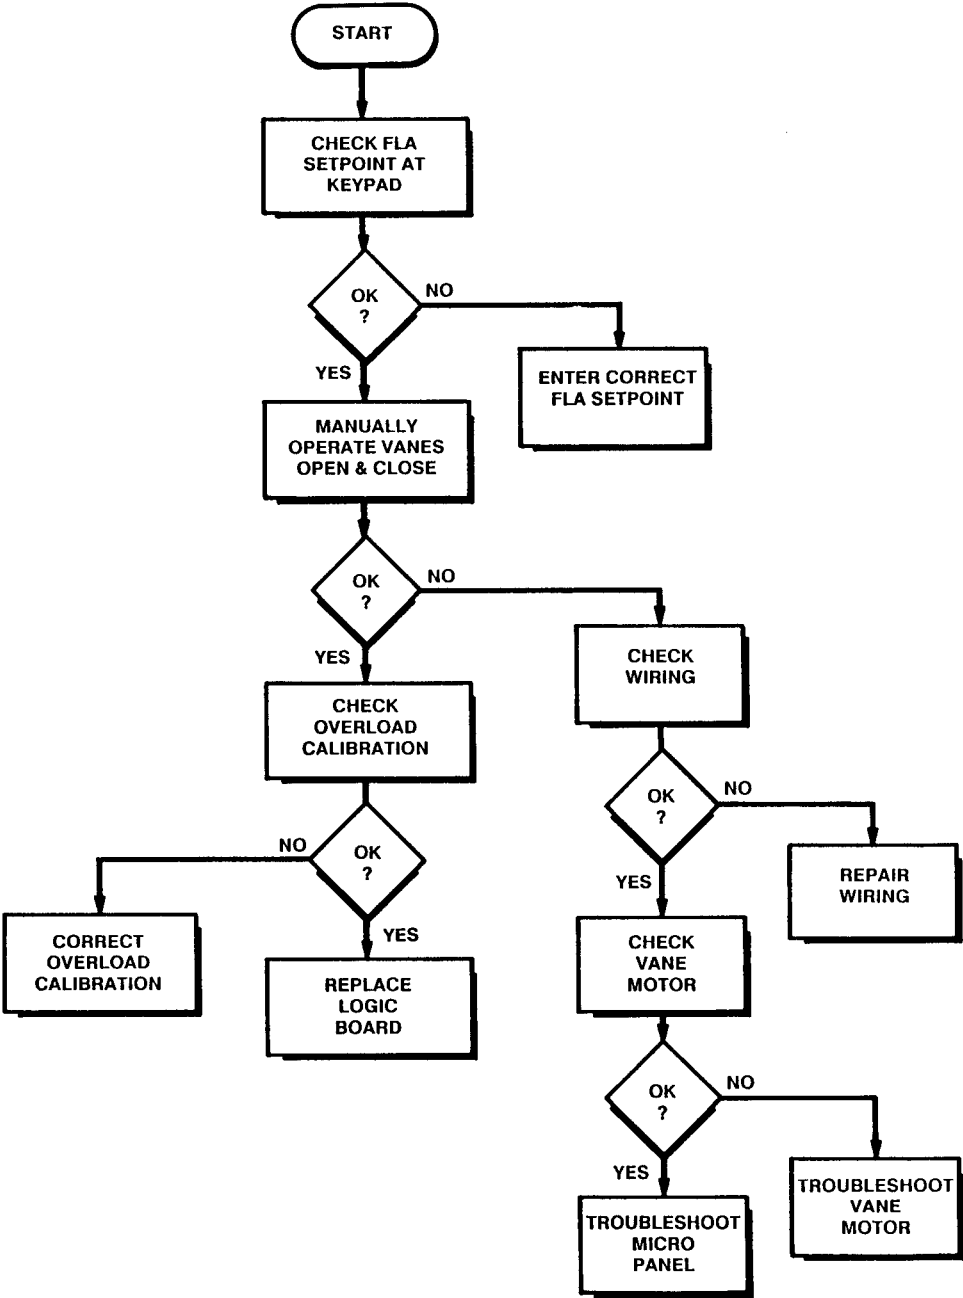 START
CHECK FLA
SETPOINT AT
KEYPAD
OK
?
NO
YES
ENTER CORRECT
FLA SETPOINT
MANUALLY
OPERATE VANES
OPEN & CLOSE
OK
?
NO
YES
CHECK
WIRING
CHECK
OVERLOAD
CALIBRATION
OK
?
NO
YES
CORRECT
OVERLOAD
CALIBRATION
REPLACE
LOGIC
BOARD
OK
?
NO
YES
REPAIR
WIRING
CHECK
VANE
MOTOR
OK
?
NO
YES
TROUBLESHOOT
VANE
MOTOR
TROUBLESHOOT
MICRO
PANEL